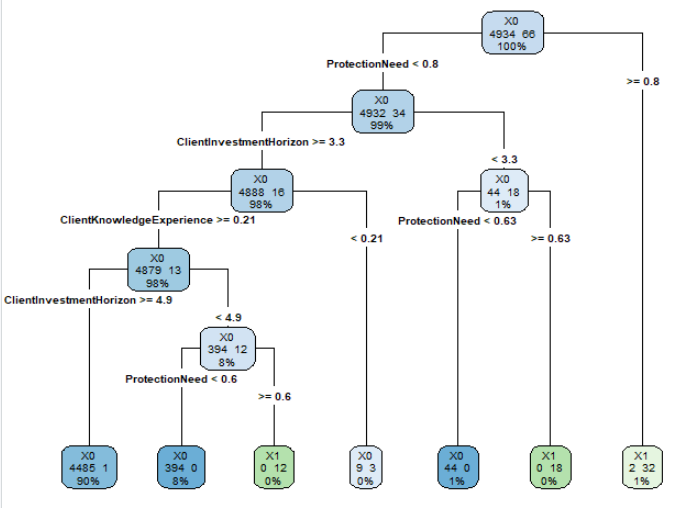 X0
4934 66
100%
ProtectionNeed < 0.8
>= 0.8
X0
4932 34
99%
ClientInvestmentHorizon >= 3.3
< 3.3
X0
4888 16
98%
X0
44 18
1%
ClientKnowledgeExperience >= 0.21
< 0.21
ProtectionNeed < 0.63
>= 0.63
X0
4879 13
98%
ClientInvestmentHorizon >= 4.9
< 4.9
X0
394 12
8%
ProtectionNeed < 0.6
>= 0.6
X0
4485 1
90%
X0
394 0
8%
X1
0 12
0%
X0
9 3
0%
X0
44 0
1%
X1
0 18
0%
X1
2 32
1%